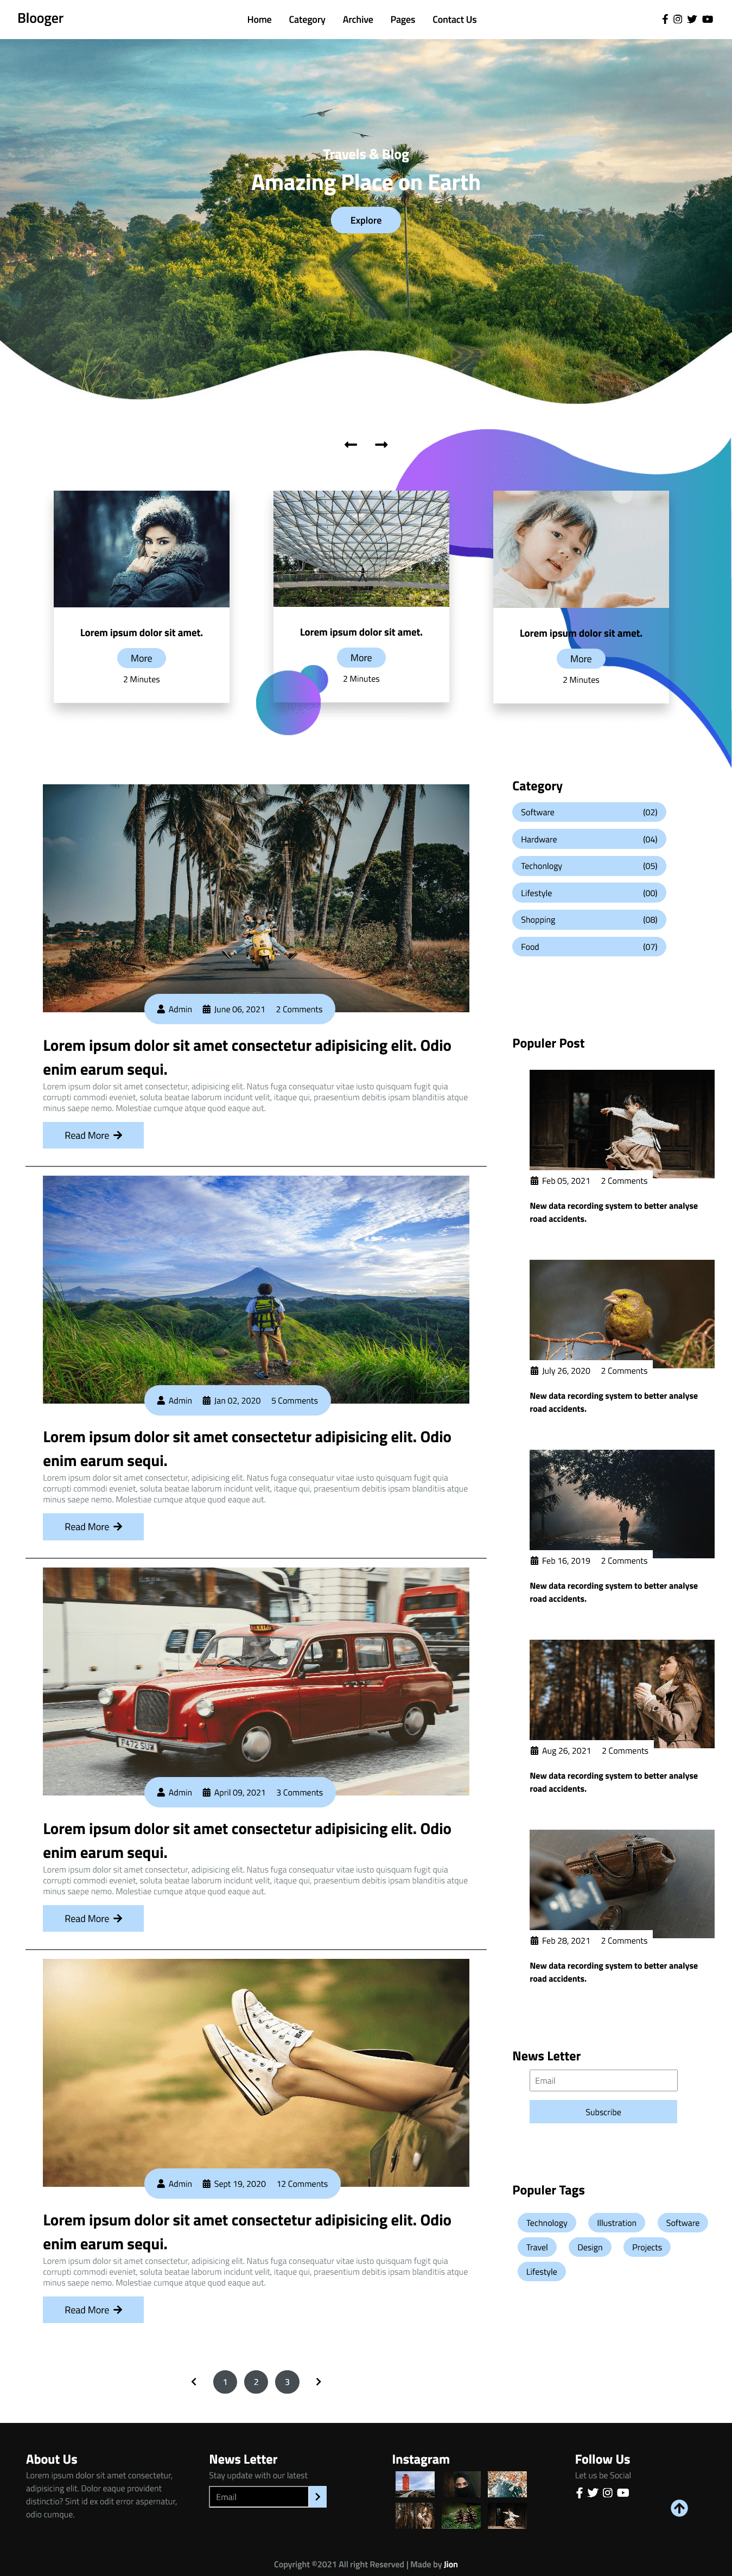 Blooger
Home Category Archive Pages Contact Us
Travels & Blog
Amazing Place on Earth
Explore
Lorem ipsum dolor sit amet.
More
2 Minutes
Lorem ipsum dolor sit amet.
More
2 Minutes
Lorem ipsum dolor sit amet.
More
2 Minutes
Admin June 06, 2021 2 Comments
Lorem ipsum dolor sit amet consectetur adipisicing elit. Odio
enim earum sequi.
Lorem ipsum dolor sit amet consectetur, adipisicing elit. Natus fuga consequatur vitae iusto quisquam fugit quia
corrupti commodi eveniet, soluta beatae laborum incidunt velit, itaque qui, praesentium debitis ipsam blanditiis atque
minus saepe nemo. Molestiae cumque atque quod eaque aut.
Read More
Admin Jan 02, 2020 5 Comments
Lorem ipsum dolor sit amet consectetur adipisicing elit. Odio
enim earum sequi.
Lorem ipsum dolor sit amet consectetur, adipisicing elit. Natus fuga consequatur vitae iusto quisquam fugit quia
corrupti commodi eveniet, soluta beatae laborum incidunt velit, itaque qui, praesentium debitis ipsam blanditiis atque
minus saepe nemo. Molestiae cumque atque quod eaque aut.
Read More
F472 SUW
Admin April 09, 2021 3 Comments
Lorem ipsum dolor sit amet consectetur adipisicing elit. Odio
enim earum sequi.
Lorem ipsum dolor sit amet consectetur, adipisicing elit. Natus fuga consequatur vitae iusto quisquam fugit quia
corrupti commodi eveniet, soluta beatae laborum incidunt velit, itaque qui, praesentium debitis ipsam blanditiis atque
minus saepe nemo. Molestiae cumque atque quod eaque aut.
Read More
Admin Sept 19, 2020 12 Comments
Lorem ipsum dolor sit amet consectetur adipisicing elit. Odio
enim earum sequi.
Lorem ipsum dolor sit amet consectetur, adipisicing elit. Natus fuga consequatur vitae iusto quisquam fugit quia
corrupti commodi eveniet, soluta beatae laborum incidunt velit, itaque qui, praesentium debitis ipsam blanditiis atque
minus saepe nemo. Molestiae cumque atque quod eaque aut.
Read More
1 2 3
Category
Software (02)
Hardware (04)
Techonlogy (05)
Lifestyle (00)
Shopping (08)
Food (07)
Populer Post
Feb 05, 2021 2 Comments
New data recording system to better analyse
road accidents.
July 26, 2020 2 Comments
New data recording system to better analyse
road accidents.
Feb 16, 2019 2 Comments
New data recording system to better analyse
road accidents.
Aug 26, 2021 2 Comments
New data recording system to better analyse
road accidents.
Feb 28, 2021 2 Comments
New data recording system to better analyse
road accidents.
News Letter
Email
Subscribe
Populer Tags
Technology Illustration Software
Travel Design Projects
Lifestyle
About Us
Lorem ipsum dolor sit amet consectetur,
adipisicing elit. Dolor eaque provident
distinctio? Sint id ex odit error aspernatur,
odio cumque.
News Letter
Stay update with our latest
Email
Instagram
Follow Us
Let us be Social
Copyright ©2021 All right Reserved | Made by Jion